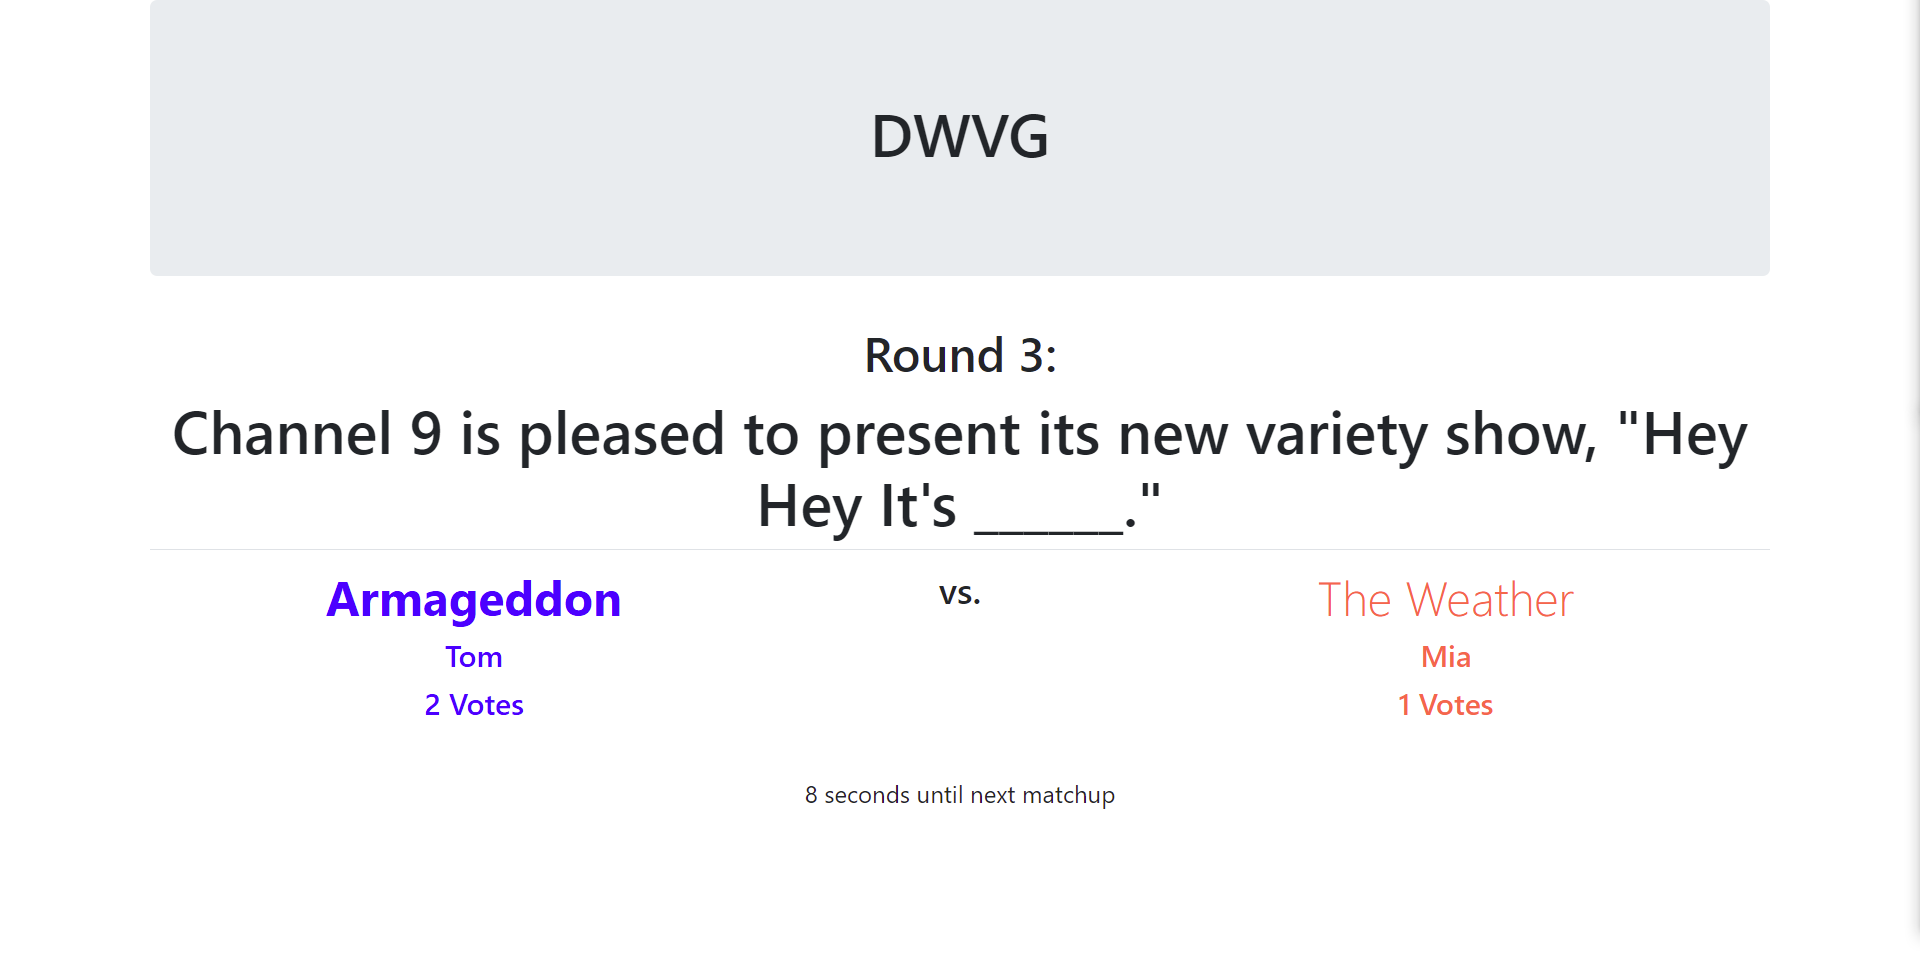 DWVG
Round 3:
Channel 9 is pleased to present its new variety show, "Hey
Hey It's ______."
Armageddon
vs.
The Weather
Tom
Mia
2 Votes
1 Votes
8 seconds until next matchup